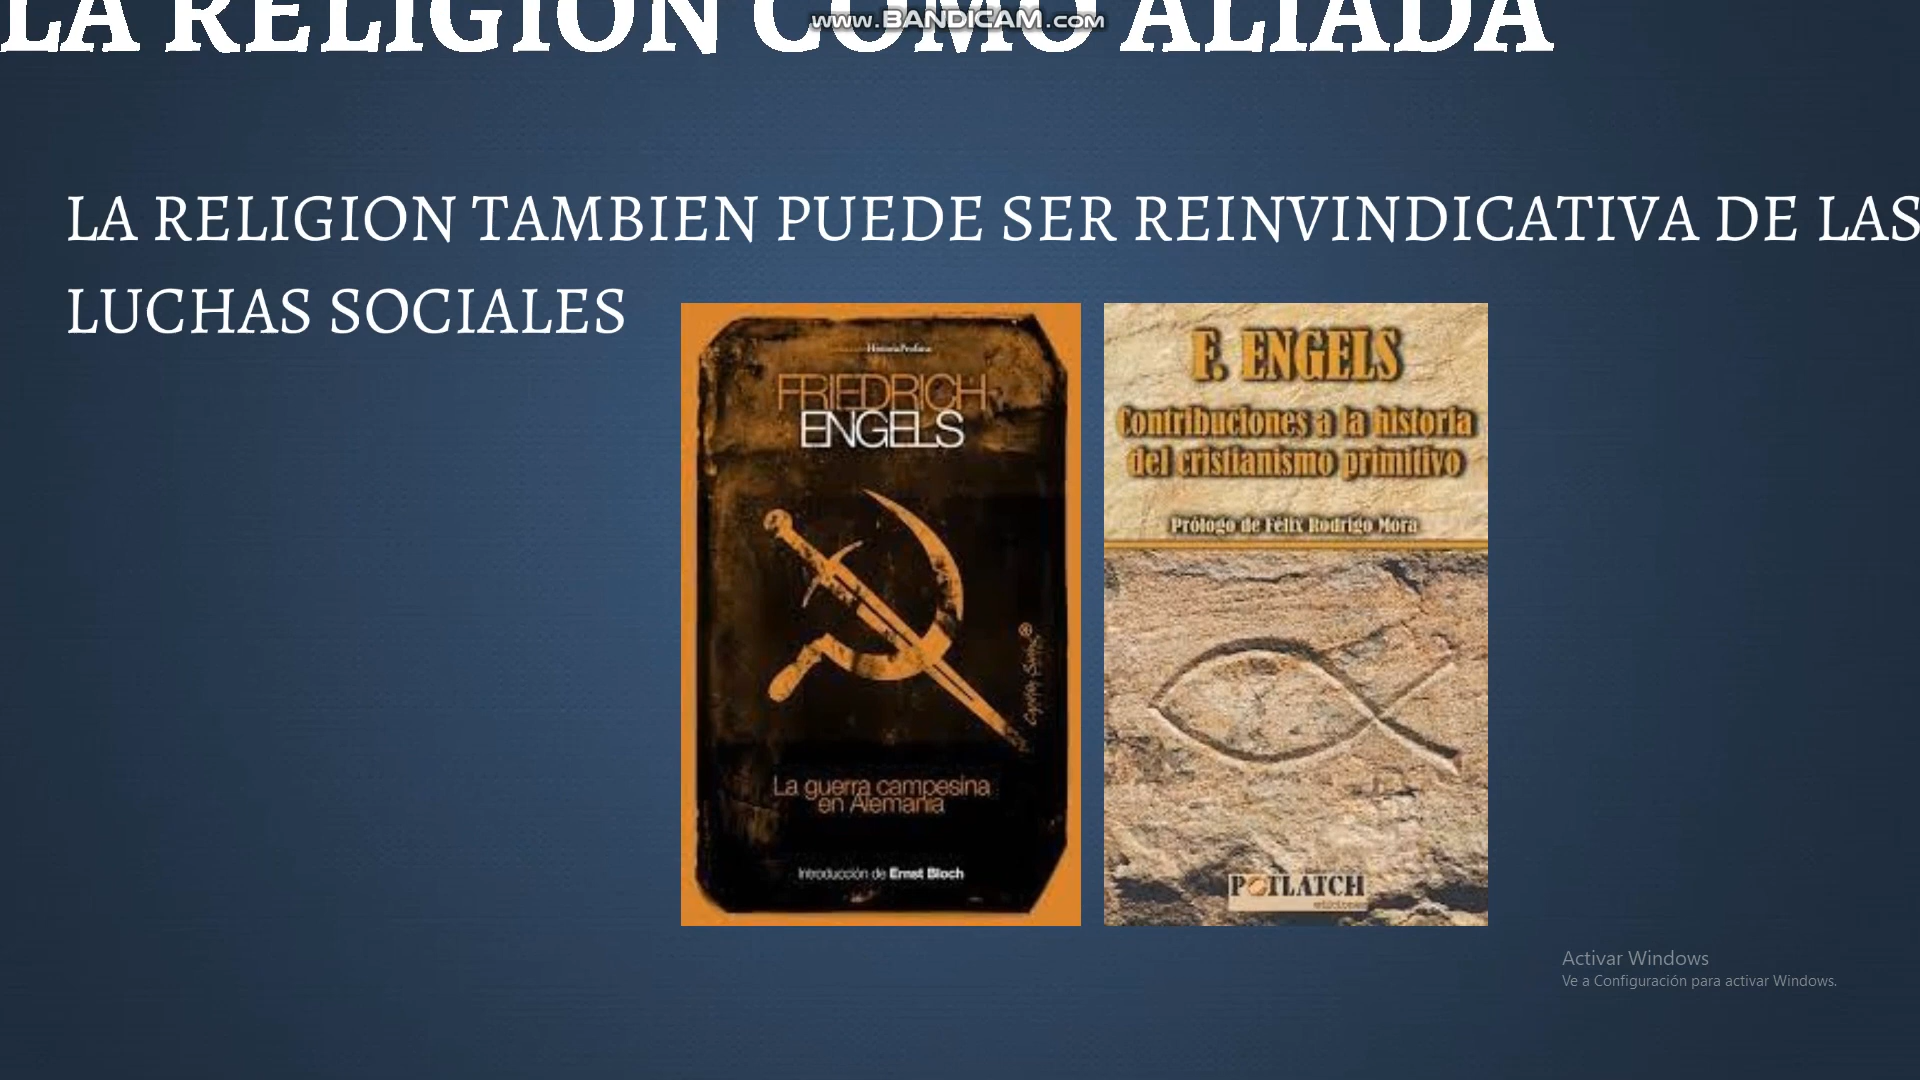 LA RELIGION COMO ALIADA
www.BANDICAM.com
LA RELIGION TAMBIEN PUEDE SER REINVINDICATIVA DE LAS
LUCHAS SOCIALES
HistoriaProfana
FRIEDRICH
ENGELS
La guerra campesina
en Alemania
Introducción de Ernst Bloch
F. ENGELS
Contribuciones a la historia
del cristianismo primitivo
Prólogo de Félix Rodrigo Mora
POTLATCH
ediciones
Activar Windows
Ve a Configuración para activar Windows.